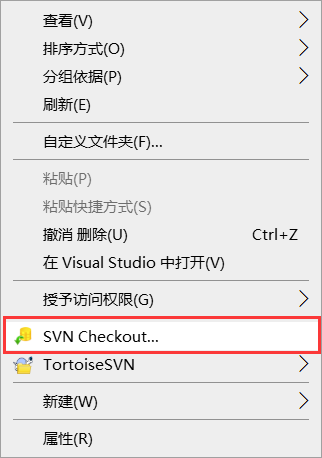 查看(V)
排序方式(O)
分组依据(P)
刷新(E)
自定义文件夹(F)...
粘贴(P)
粘贴快捷方式(S)
撤消 删除(U) Ctrl+Z
在 Visual Studio 中打开(V)
授予访问权限(G)
SVN Checkout...
TortoiseSVN
新建(W)
属性(R)